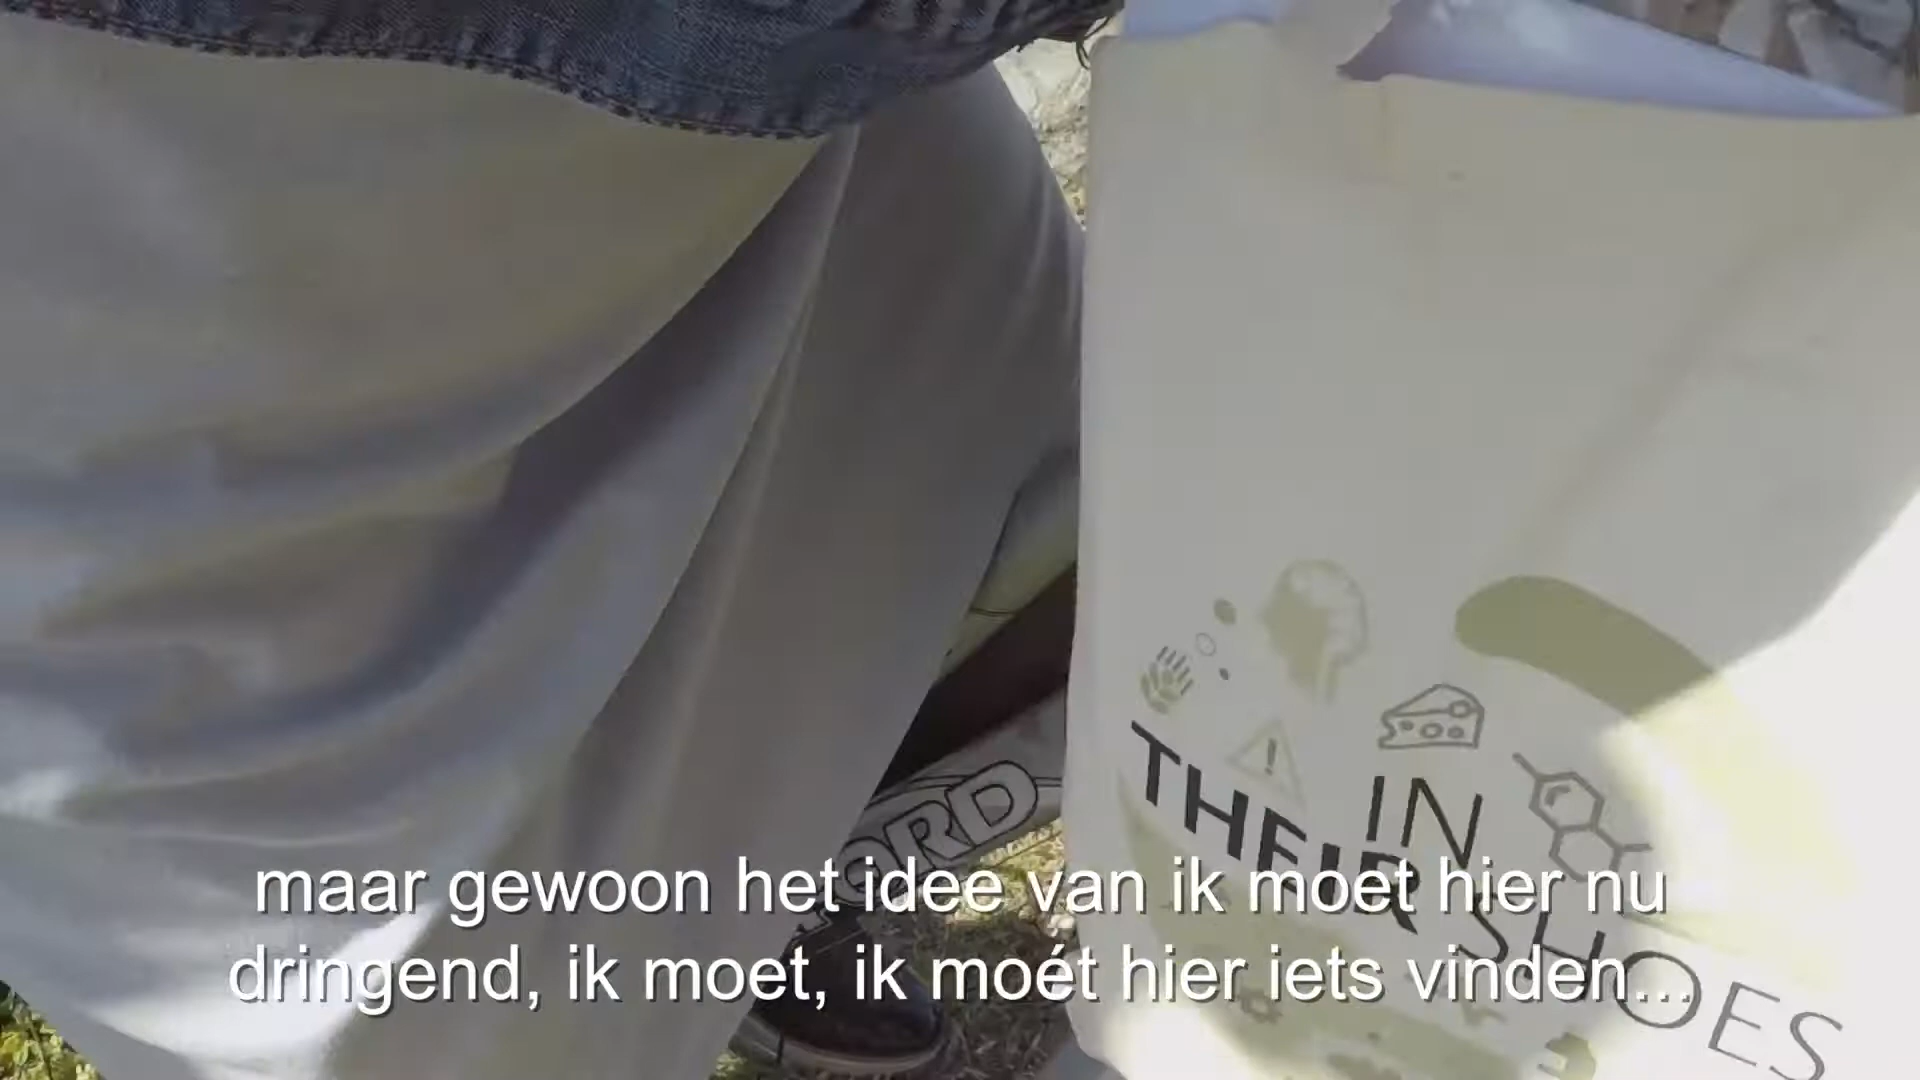 IN
THEIR SHOES
maar gewoon het idee van ik moet hier nu
dringend, ik moet, ik moét hier iets vinden...